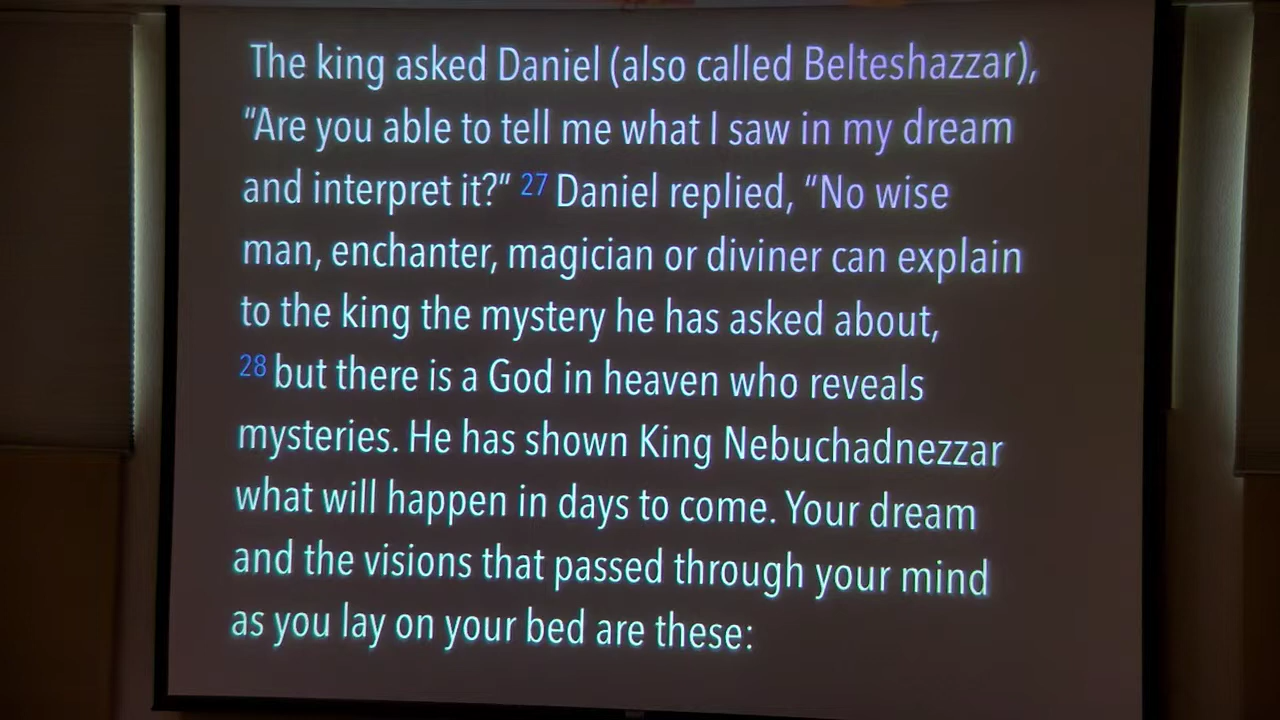 The king asked Daniel (also called Belteshazzar),
"Are you able to tell me what I saw in my dream
and interpret it?" 27 Daniel replied, "No wise
man, enchanter, magician or diviner can explain
to the king the mystery he has asked about,
28 but there is a God in heaven who reveals
mysteries. He has shown King Nebuchadnezzar
what will happen in days to come. Your dream
and the visions that passed through your mind
as you lay on your bed are these: